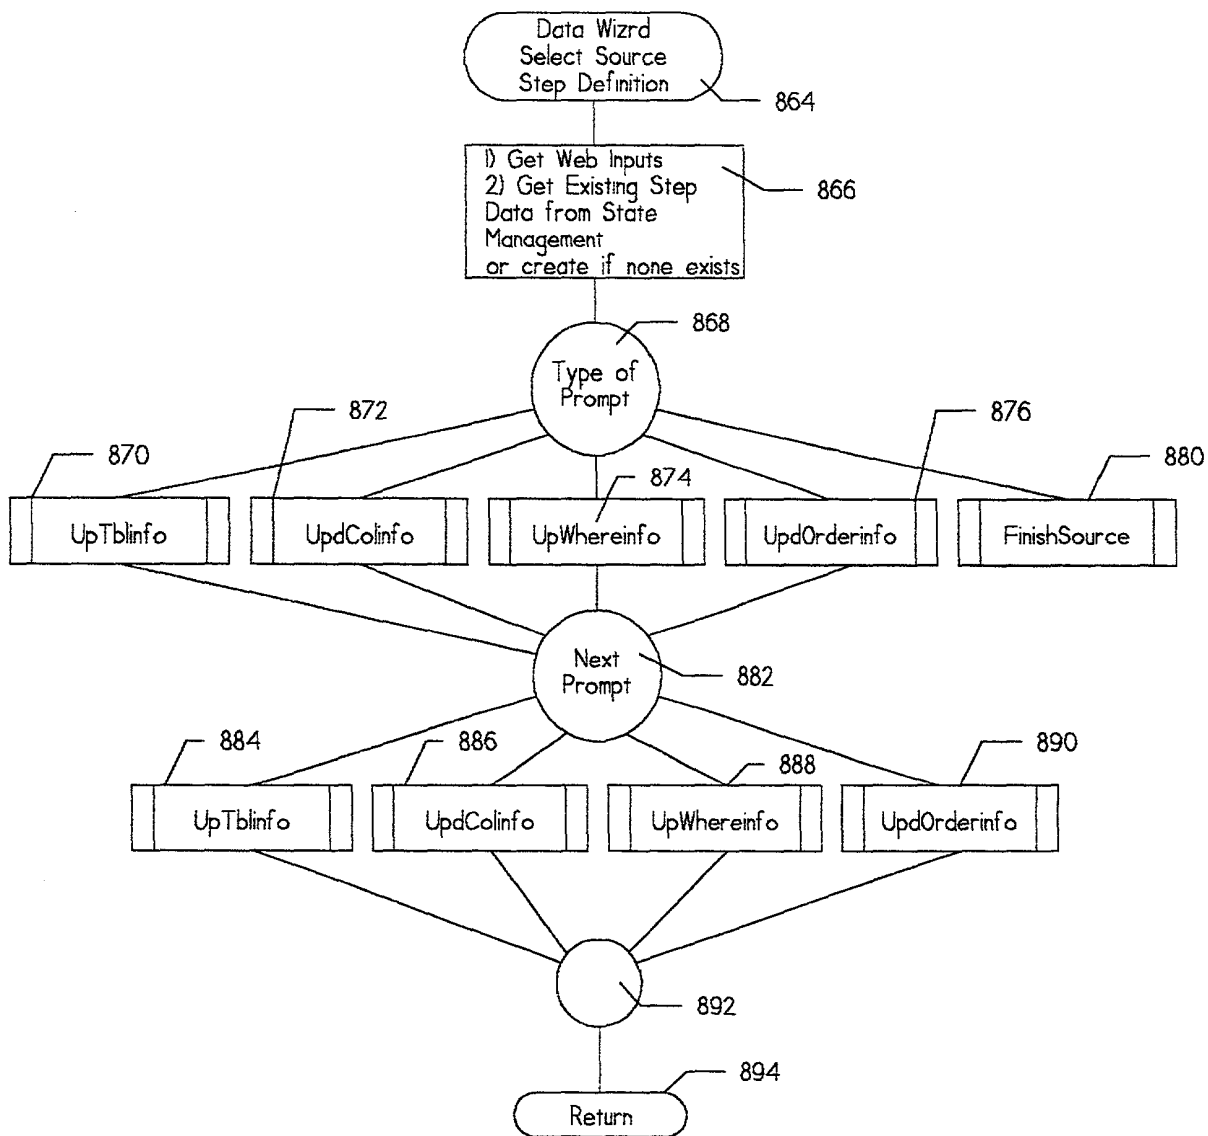 Data Wizrd
Select Source
Step Definition
864
1) Get Web Inputs
2) Get Existing Step
Data from State
Management
or create if none exists
866
868
Type of
Prompt
870
872
874
876
880
UpTblinfo
UpdColinfo
UpWhereinfo
UpdOrderinfo
FinishSource
Next
Prompt
882
884
886
888
890
UpTblinfo
UpdColinfo
UpWhereinfo
UpdOrderinfo
892
894
Return